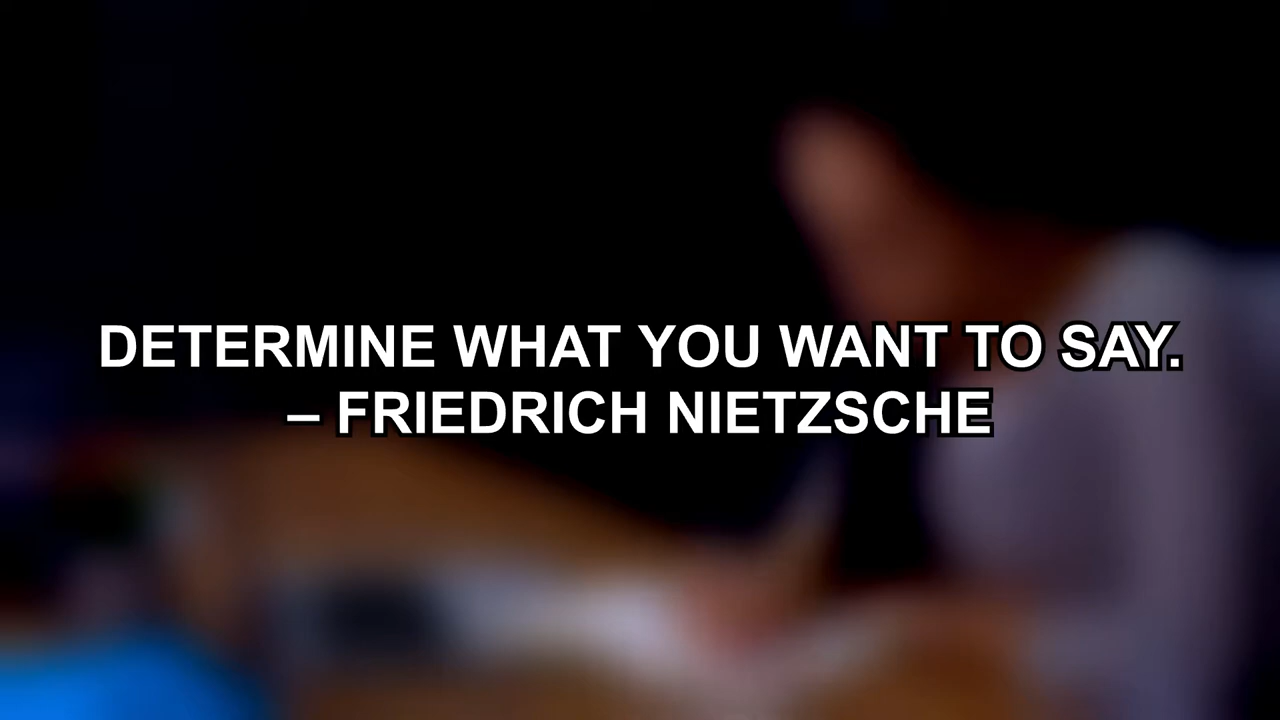 DETERMINE WHAT YOU WANT TO SAY.
– FRIEDRICH NIETZSCHE